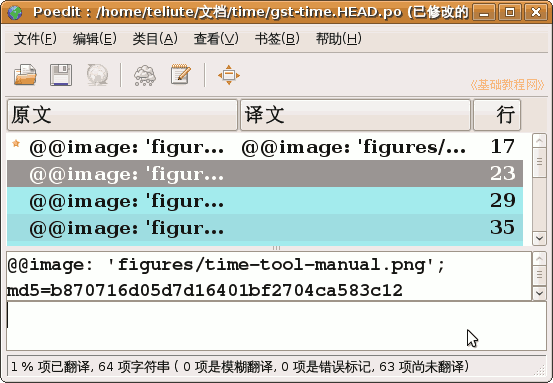 Poedit : /home/teliute/文档/time/gst-time.HEAD.po (已修改的
文件(F) 编辑(E) 类目(A) 查看(V) 书签(B) 帮助(H)
《基础教程网》
原文 译文 行
@@image: 'figur... @@image: 'figures/... 17
@@image: 'figur... 23
@@image: 'figur... 29
@@image: 'figur... 35
@@image: 'figures/time-tool-manual.png';
md5=b870716d05d7d16401bf2704ca583c12
1 % 项已翻译, 64 项字符串 ( 0 项是模糊翻译, 0 项是错误标记, 63 项尚未翻译)